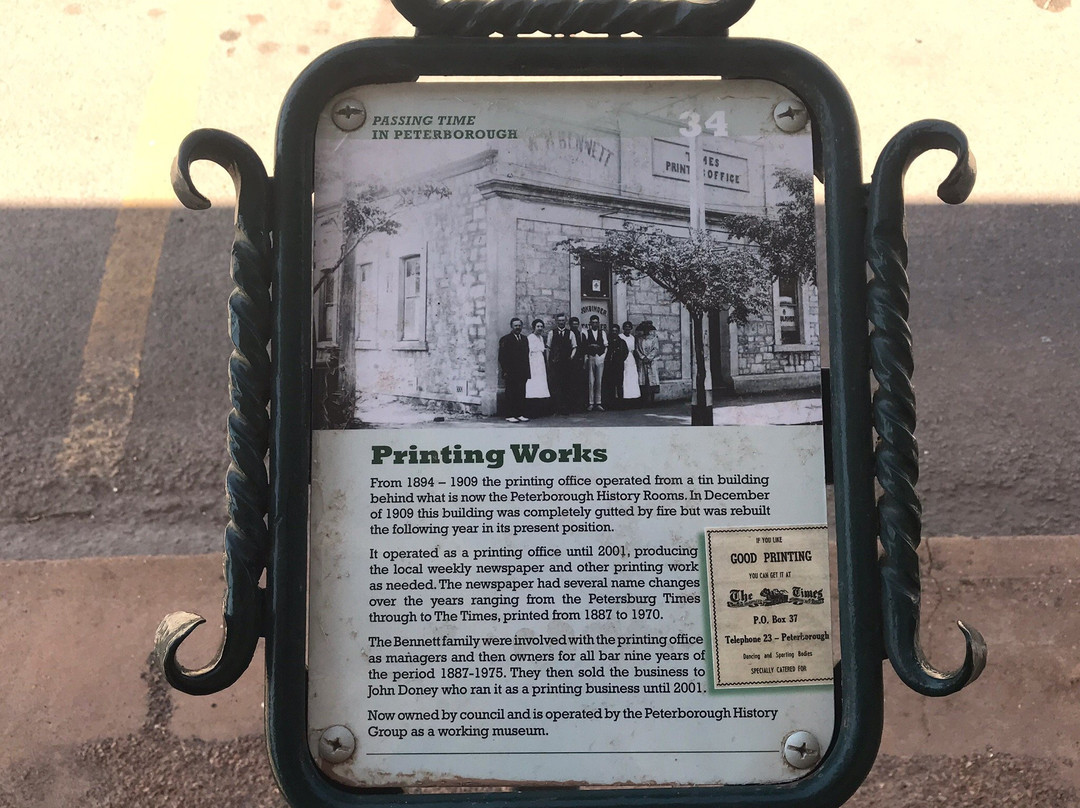 PASSING TIME
IN PETERBOROUGH
34
BENNETT
TIMES
PRINTING OFFICE
Printing Works
From 1894 – 1909 the printing office operated from a tin building
behind what is now the Peterborough History Rooms. In December
of 1909 this building was completely gutted by fire but was rebuilt
the following year in its present position.
It operated as a printing office until 2001, producing
the local weekly newspaper and other printing work
as needed. The newspaper had several name changes
over the years ranging from the Petersburg Times
through to The Times, printed from 1887 to 1970.
The Bennett family were involved with the printing office
as managers and then owners for all bar nine years of
the period 1887-1975. They then sold the business to
John Doney who ran it as a printing business until 2001.
Now owned by council and is operated by the Peterborough History
Group as a working museum.
IF YOU LIKE
GOOD PRINTING
YOU CAN GET IT AT
The Times
P.O. Box 37
Telephone 23 – Peterborough
Dancing and Sporting Bodies
SPECIALLY CATERED FOR